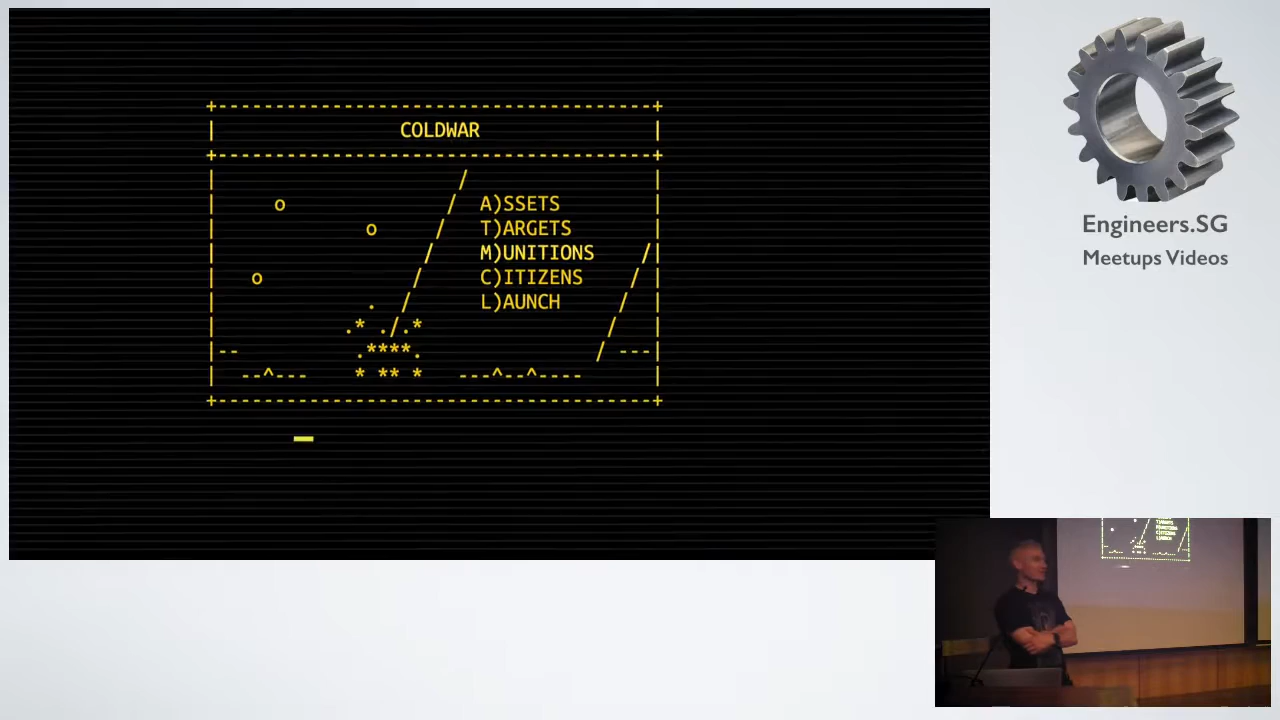 COLDWAR
A)SSETS
T)ARGETS
M)UNITIONS
C)ITIZENS
L)AUNCH
Engineers.SG
Meetups Videos